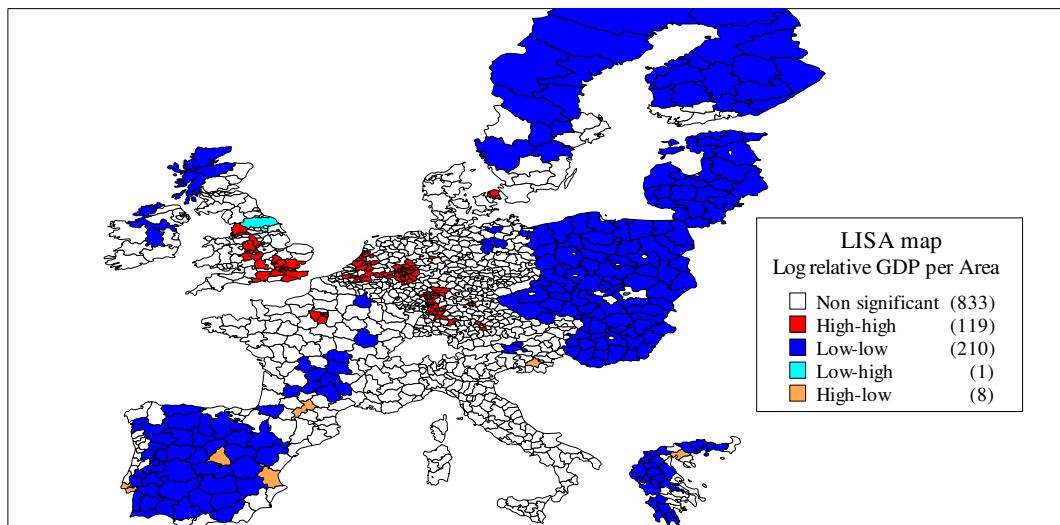 LISA map
Log relative GDP per Area
Non significant (833)
High-high (119)
Low-low (210)
Low-high (1)
High-low (8)